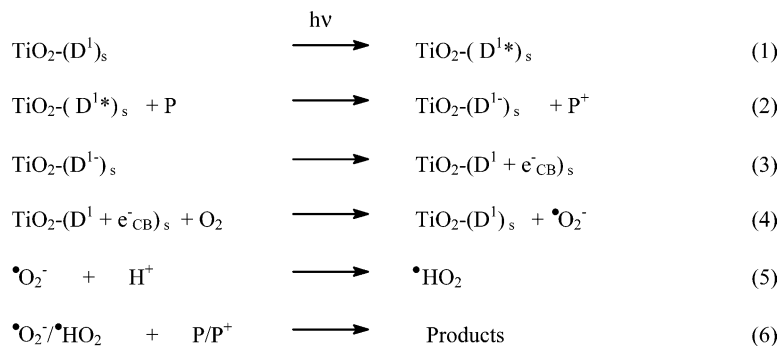 hν
TiO₂-(D¹)ₛ ⟶ TiO₂-( D¹*)ₛ (1)
TiO₂-( D¹*)ₛ + P ⟶ TiO₂-(D¹⁻)ₛ + P⁺ (2)
TiO₂-(D¹⁻)ₛ ⟶ TiO₂-(D¹ + e⁻CB)ₛ (3)
TiO₂-(D¹ + e⁻CB)ₛ + O₂ ⟶ TiO₂-(D¹)ₛ + •O₂⁻ (4)
•O₂⁻ + H⁺ ⟶ •HO₂ (5)
•O₂⁻/•HO₂ + P/P⁺ ⟶ Products (6)